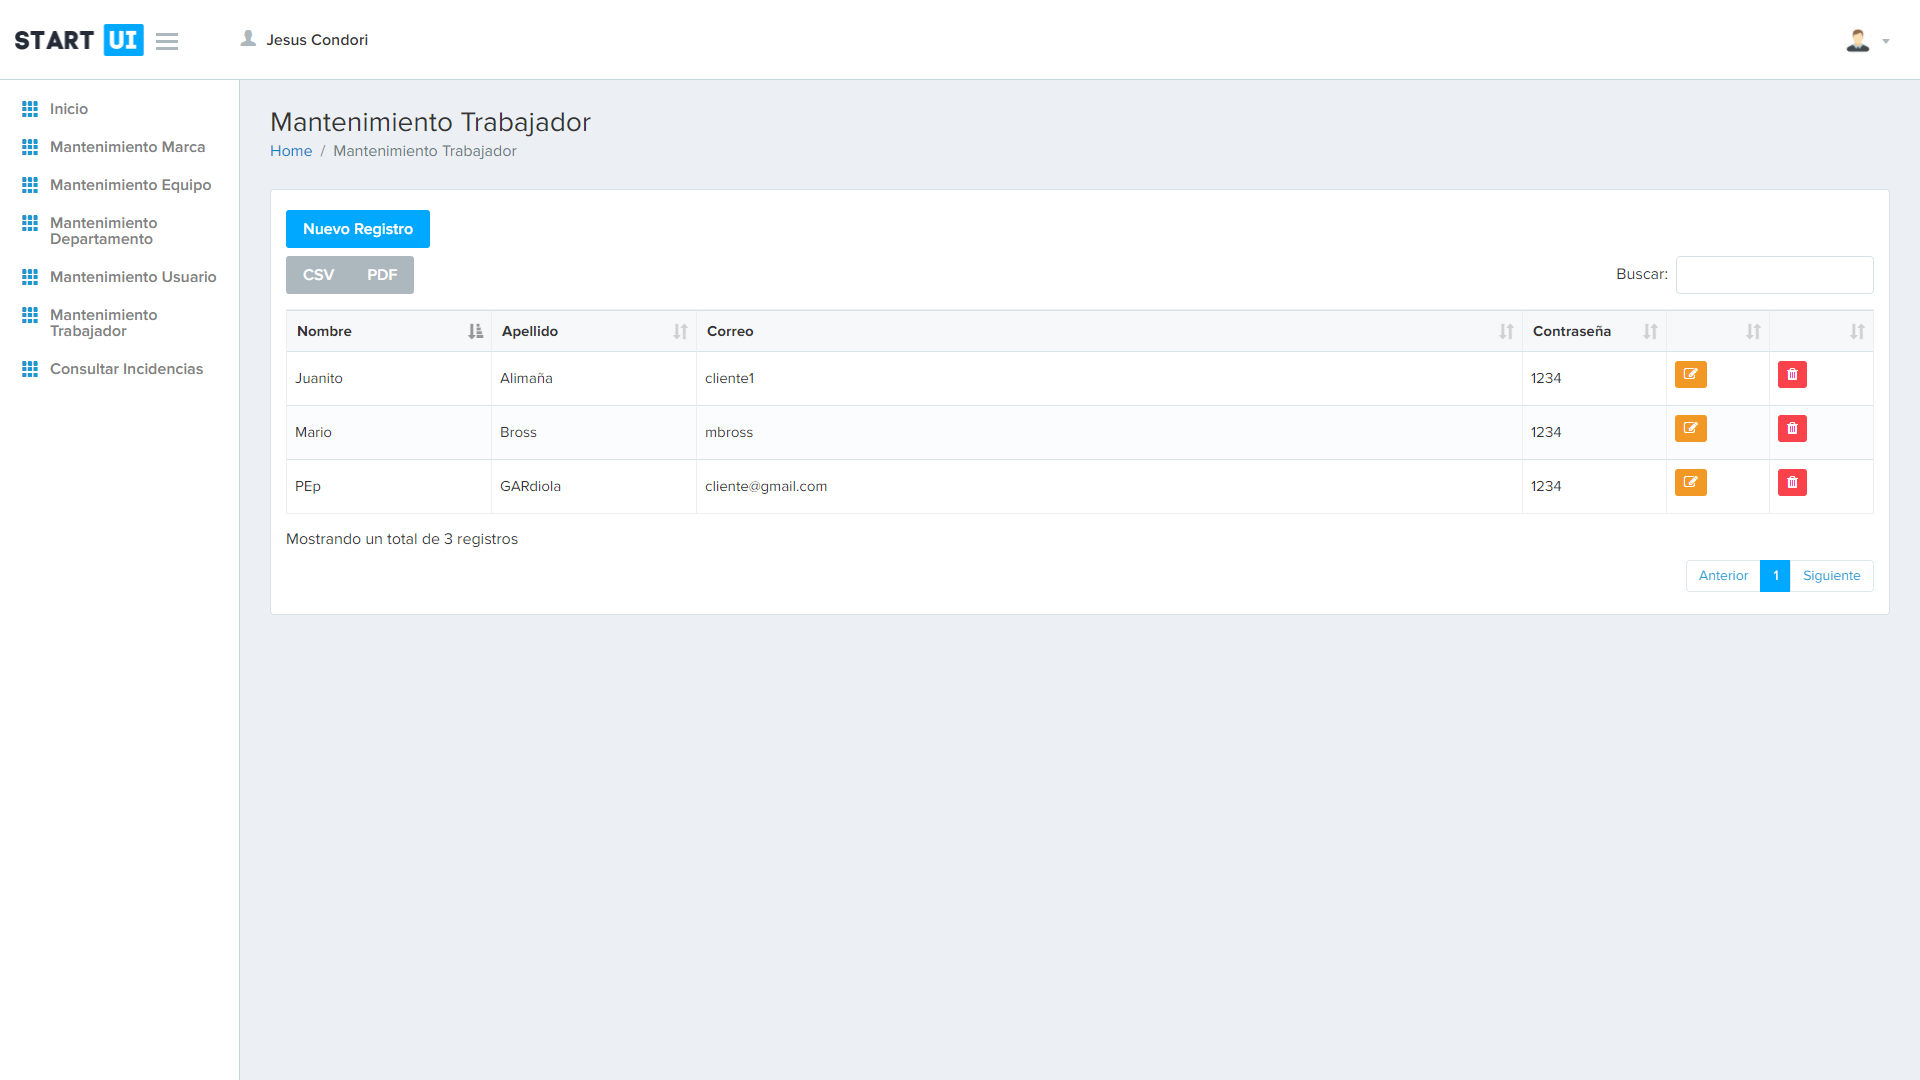 START UI
Jesus Condori
Inicio
Mantenimiento Marca
Mantenimiento Equipo
Mantenimiento
Departamento
Mantenimiento Usuario
Mantenimiento
Trabajador
Consultar Incidencias
Mantenimiento Trabajador
Home / Mantenimiento Trabajador
Nuevo Registro
CSV PDF
Buscar:
Nombre Apellido Correo Contraseña
Juanito Alimaña cliente1 1234
Mario Bross mbross 1234
PEp GARdiola cliente@gmail.com 1234
Mostrando un total de 3 registros
Anterior 1 Siguiente